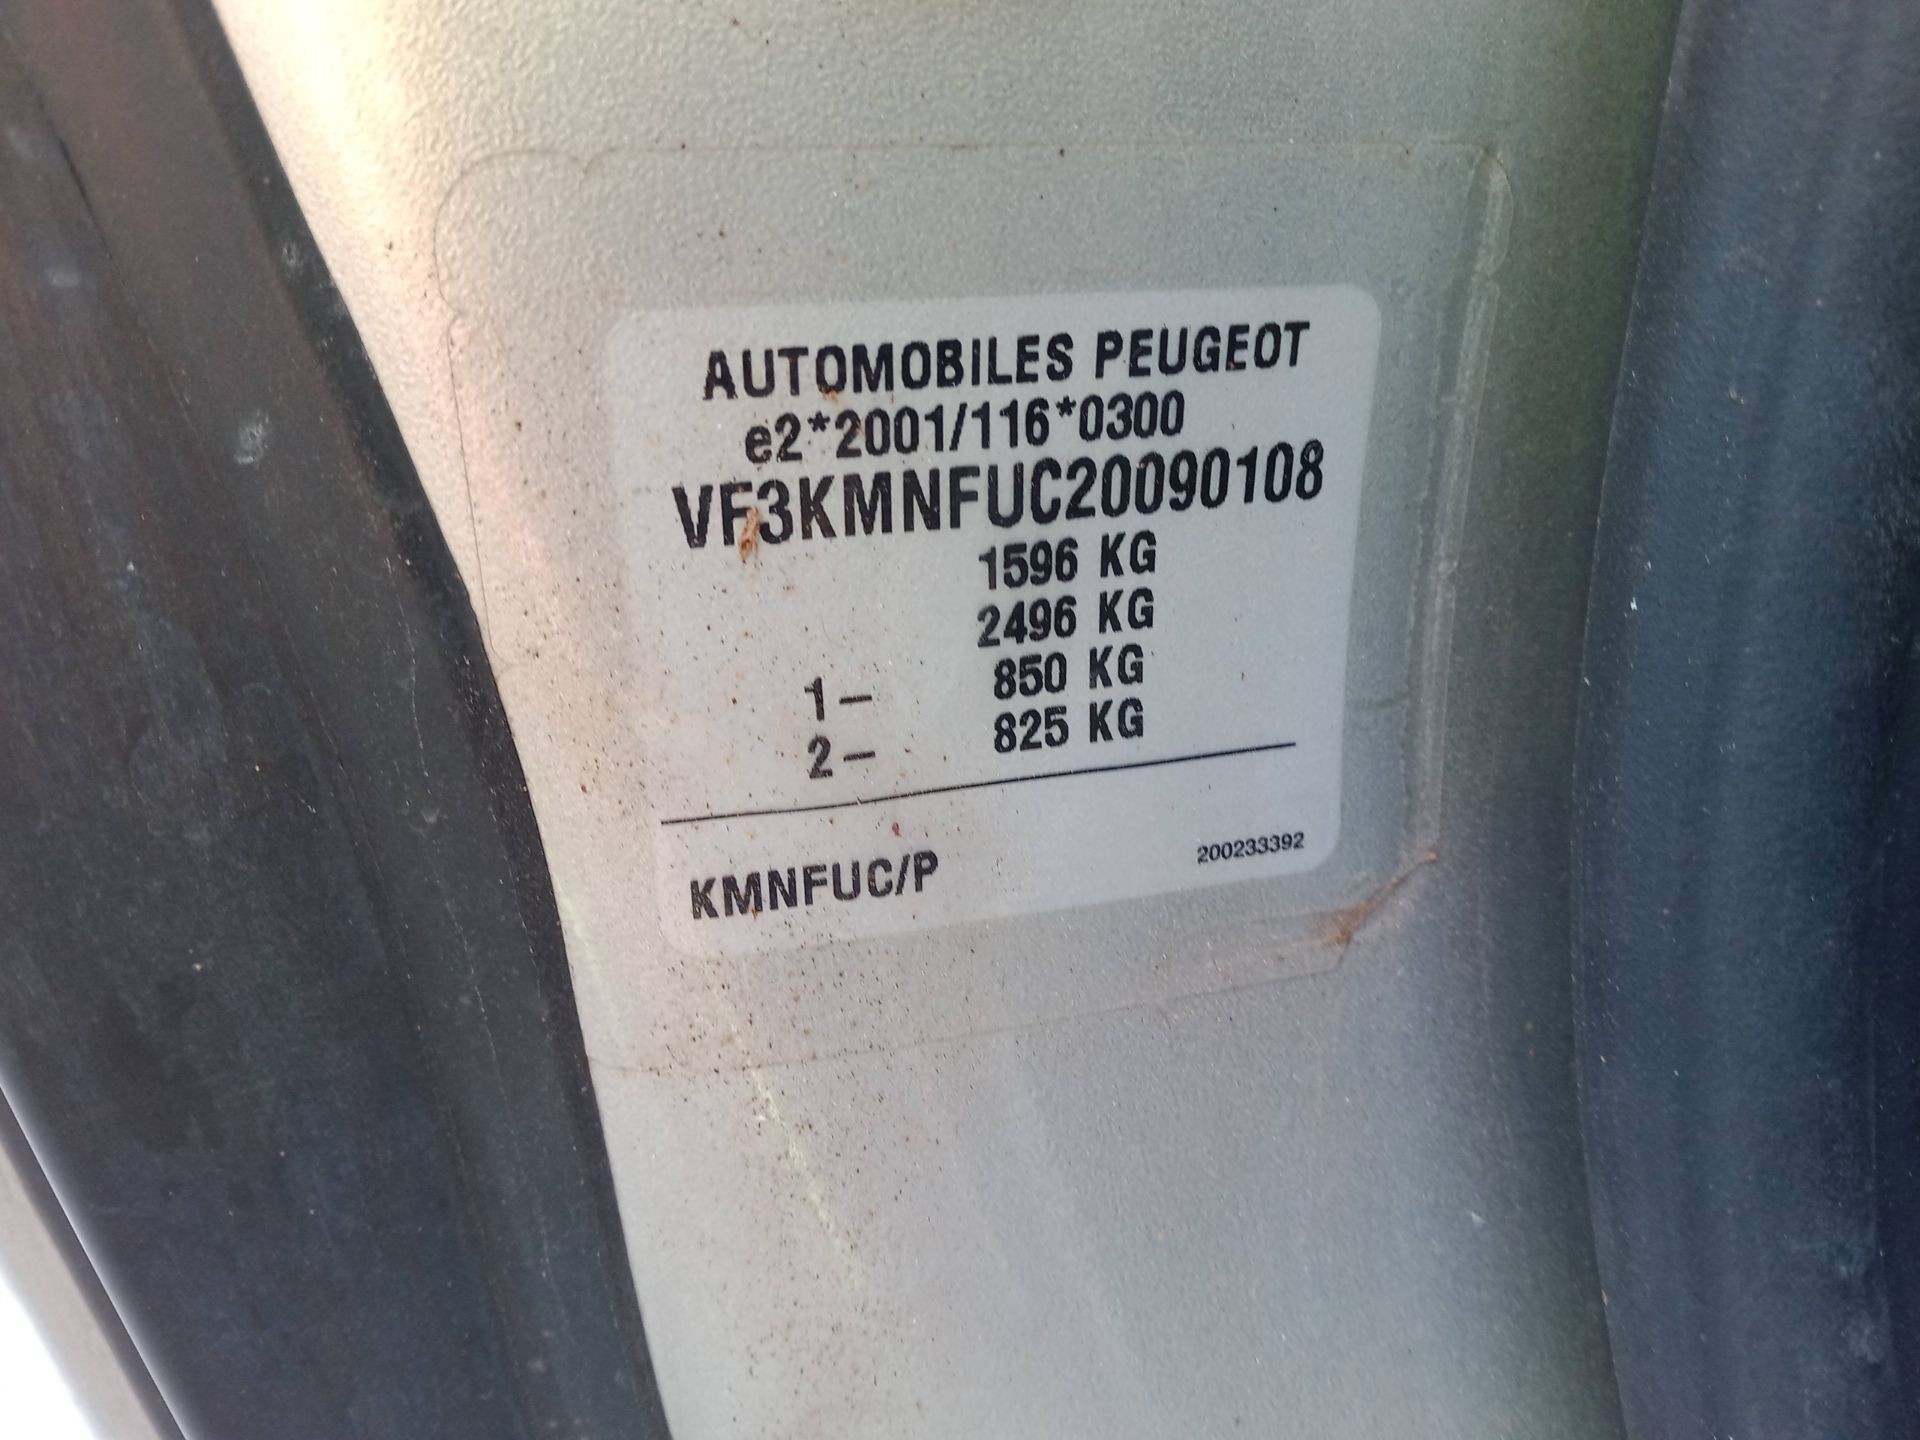 AUTOMOBILES PEUGEOT
e2*2001/116*0300
VF3KMNFUC20090108
1596 KG
2496 KG
1- 850 KG
2- 825 KG
KMNFUC/P 200233392